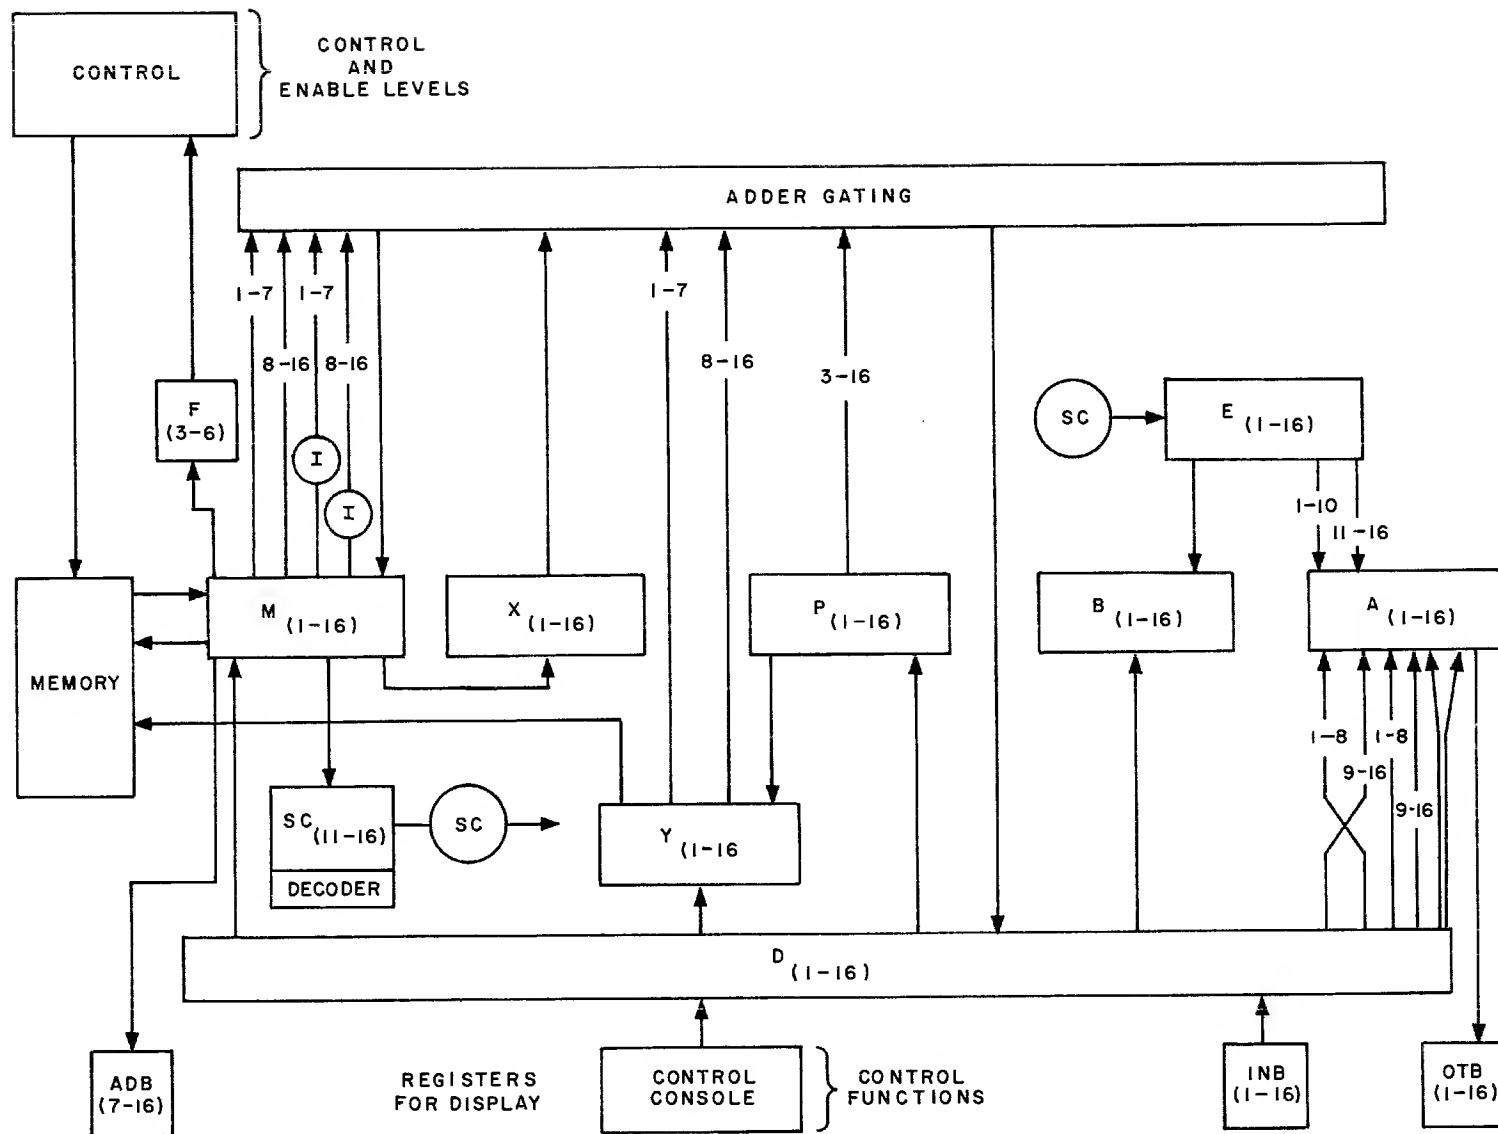 CONTROL
CONTROL
AND
ENABLE LEVELS
ADDER GATING
1-7
1-7
1-7
8-16
8-16
8-16
3-16
F
(3-6)
I
I
SC
E (1-16)
1-10
11-16
M (1-16)
X (1-16)
P (1-16)
B (1-16)
A (1-16)
MEMORY
1-8
1-8
9-16
9-16
SC (11-16)
DECODER
SC
Y (1-16
D (1-16)
ADB
(7-16)
REGISTERS
FOR DISPLAY
CONTROL
CONSOLE
CONTROL
FUNCTIONS
INB
(1-16)
OTB
(1-16)